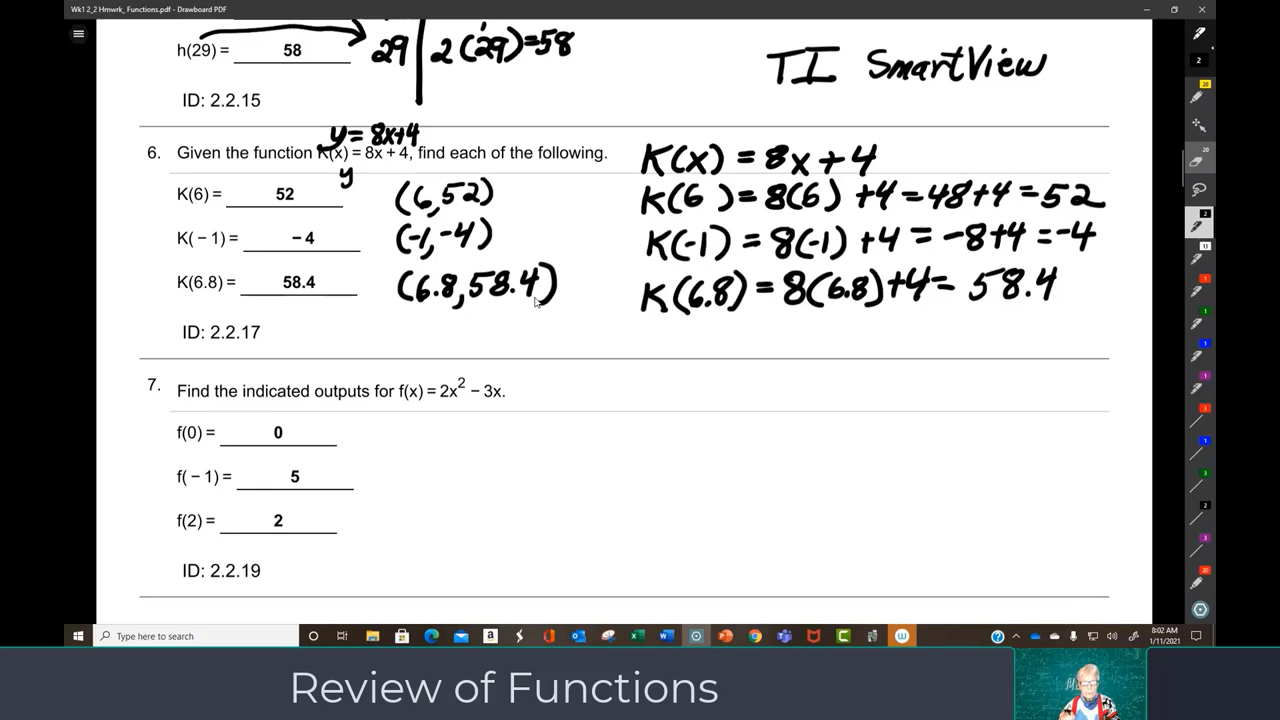 Wk1 2_2 Hmwrk_ Functions.pdf - Drawboard PDF
h(29) = 58 29 2(29)=58
TI SmartView
ID: 2.2.15
y = 8x+4
6. Given the function K(x) = 8x + 4, find each of the following.
y
K(x) = 8x + 4
K(6) = 52 (6,52) K(6 ) = 8(6) +4 = 48+4 = 52
K( − 1) = − 4 (-1,-4) K(-1) = 8(-1) +4 = -8+4 = -4
K(6.8) = 58.4 (6.8,58.4) K(6.8) = 8(6.8)+4= 58.4
ID: 2.2.17
7. Find the indicated outputs for f(x) = 2x² − 3x.
f(0) = 0
f( − 1) = 5
f(2) = 2
ID: 2.2.19
Type here to search
8:02 AM
1/11/2021
Review of Functions